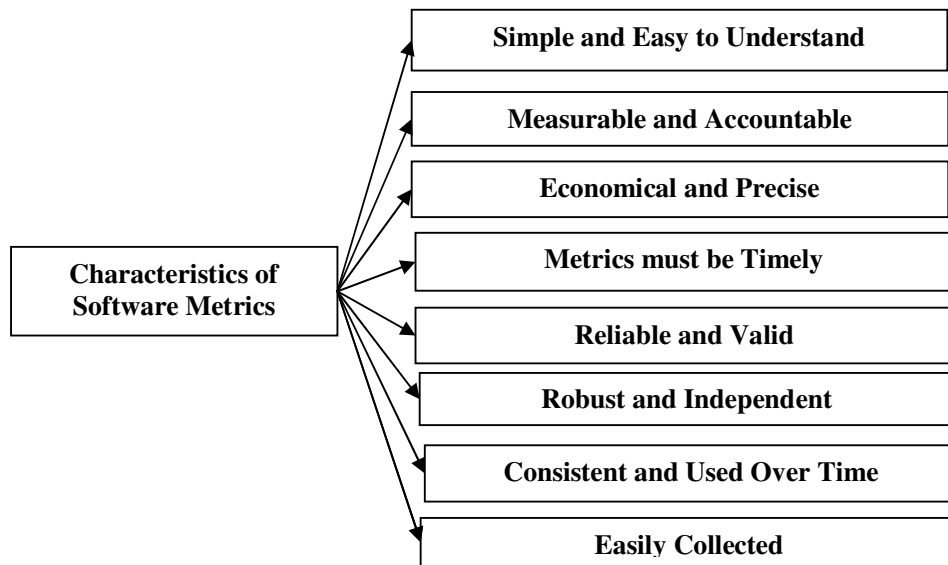 Simple and Easy to Understand
Measurable and Accountable
Economical and Precise
Characteristics of
Software Metrics
Metrics must be Timely
Reliable and Valid
Robust and Independent
Consistent and Used Over Time
Easily Collected